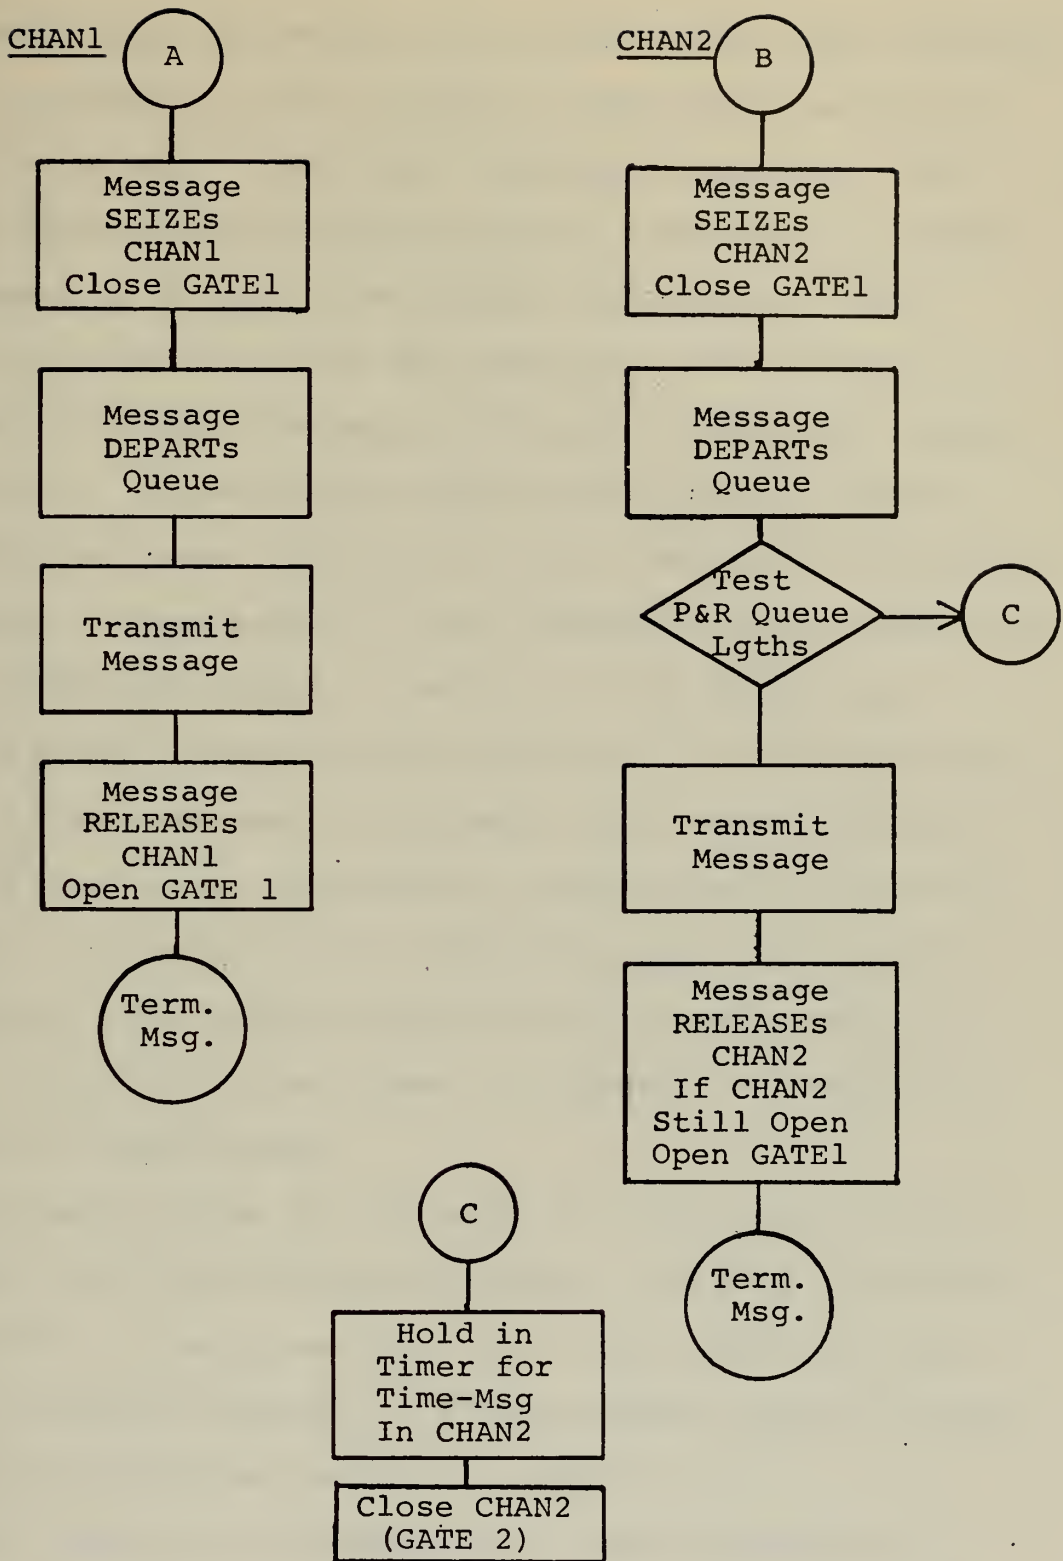 CHAN1
A
Message
SEIZEs
CHAN1
Close GATE1
Message
DEPARTs
Queue
Transmit
Message
Message
RELEASEs
CHAN1
Open GATE 1
Term.
Msg.
CHAN2
B
Message
SEIZEs
CHAN2
Close GATE1
Message
DEPARTs
Queue
Test
P&R Queue
Lgths
C
Transmit
Message
Message
RELEASEs
CHAN2
If CHAN2
Still Open
Open GATE1
Term.
Msg.
C
Hold in
Timer for
Time-Msg
In CHAN2
Close CHAN2
(GATE 2)